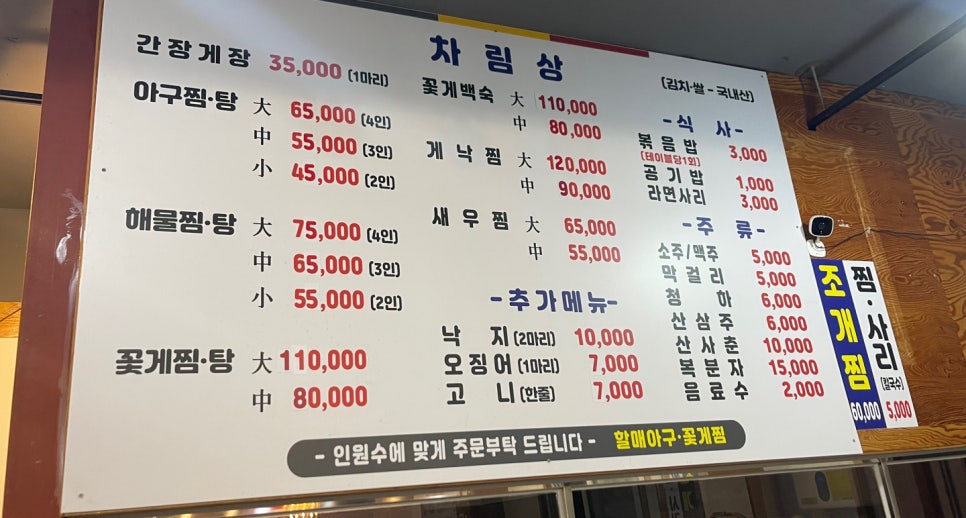 차림상
간장게장 35,000 (1마리)
아구찜·탕 大 65,000 (4인)
中 55,000 (3인)
小 45,000 (2인)
해물찜·탕 大 75,000 (4인)
中 65,000 (3인)
小 55,000 (2인)
꽃게찜·탕 大 110,000
中 80,000
꽃게백숙 大 110,000
中 80,000
게낙찜 大 120,000
中 90,000
새우찜 大 65,000
中 55,000
-추가메뉴-
낙지 (2마리) 10,000
오징어 (1마리) 7,000
고니 (한줄) 7,000
(김치·쌀 - 국내산)
-식사-
볶음밥 3,000
(테이블당1회)
공기밥 1,000
라면사리 3,000
-주류-
소주/맥주 5,000
막걸리 5,000
청하 6,000
산삼주 6,000
산사춘 10,000
복분자 15,000
음료수 2,000
- 인원수에 맞게 주문부탁 드립니다 - 할매아구·꽃게찜
조개찜
60,000
찜·사리
(칼국수)
5,000